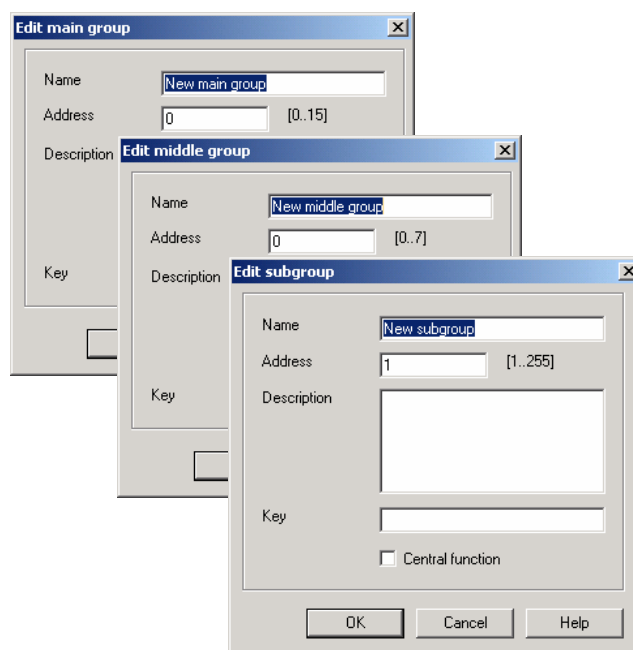 Edit main group
Name New main group
Address 0 [0..15]
Description
Key
Edit middle group
Name New middle group
Address 0 [0..7]
Description
Key
Edit subgroup
Name New subgroup
Address 1 [1..255]
Description
Key
Central function
OK Cancel Help